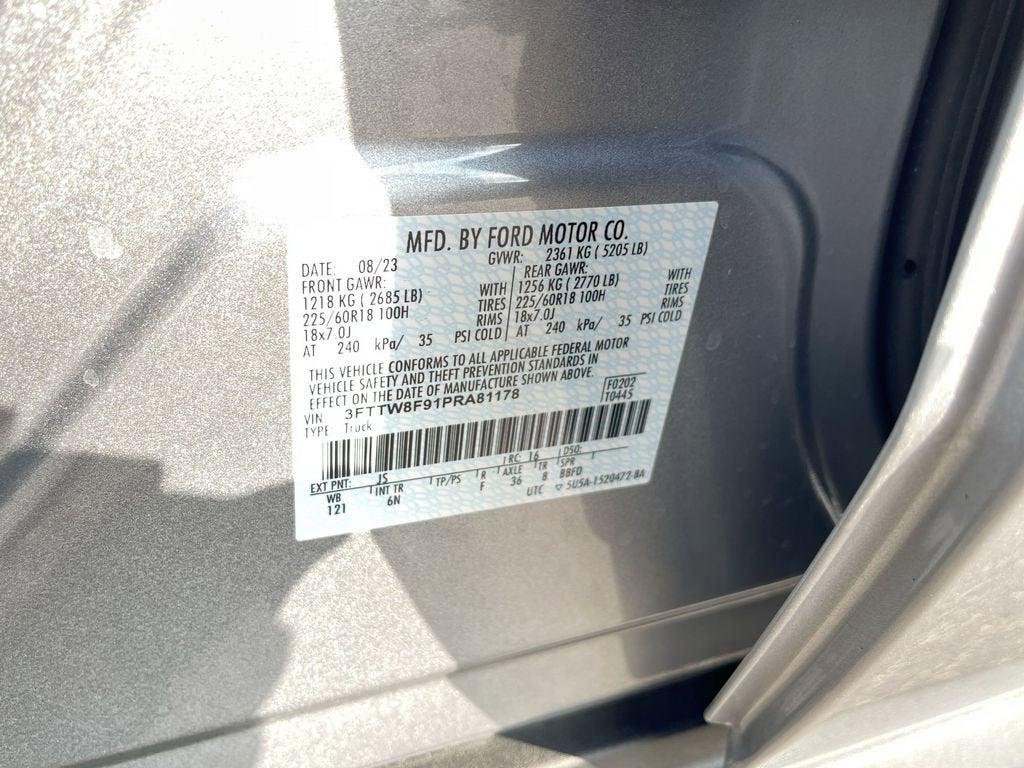 MFD. BY FORD MOTOR CO.
DATE: 08/23 GVWR: 2361 KG ( 5205 LB)
FRONT GAWR: REAR GAWR:
1218 KG ( 2685 LB) WITH 1256 KG ( 2770 LB) WITH
225/60R18 100H TIRES 225/60R18 100H TIRES
18x7.0J RIMS 18x7.0J RIMS
AT 240 kPa/ 35 PSI COLD AT 240 kPa/ 35 PSI COLD
THIS VEHICLE CONFORMS TO ALL APPLICABLE FEDERAL MOTOR
VEHICLE SAFETY AND THEFT PREVENTION STANDARDS IN
EFFECT ON THE DATE OF MANUFACTURE SHOWN ABOVE.
VIN 3FTTW8F91PRA81178 F0202
TYPE Truck T0445
EXT PNT: JS RC: 16 DSO:
WB INT TR TP/PS R AXLE TR SPR
121 6N F 36 8 BBFD
UTC 5U5A-1520472-BA